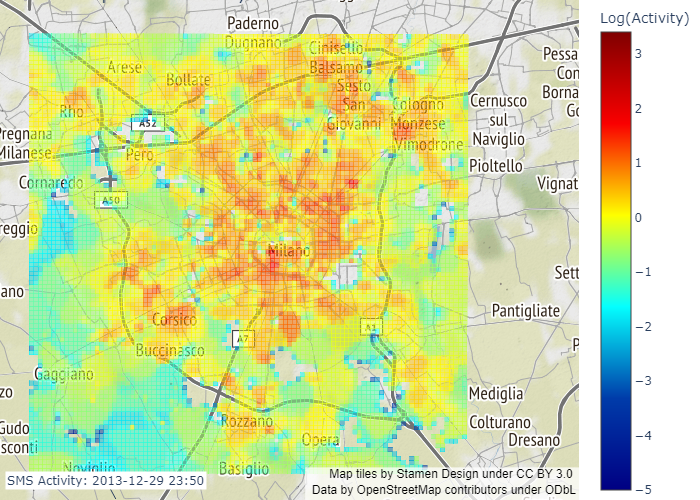 Log(Activity)
3
2
1
0
−1
−2
−3
−4
−5
Paderno
Dugnano
Cinisello
Balsamo
Arese
Bollate
Sesto
San
Giovanni
Rho
Cologno
Monzese
Cernusco
sul
Naviglio
Pessa
Con
Borna
Go
A52
Pregnana
Milanese
Pero
Vimodrone
Pioltello
Cornaredo
Vignat
A50
reggio
Milano
Sett
ano
Pantigliate
Corsico
A7
A1
Buccinasco
P
Gaggiano
zo
Mediglia
Gudo
sconti
Rozzano
Colturano
Opera
Dresano
Noviglio
Basiglio
SMS Activity: 2013-12-29 23:50
Map tiles by Stamen Design under CC BY 3.0
Data by OpenStreetMap contributors under ODbL